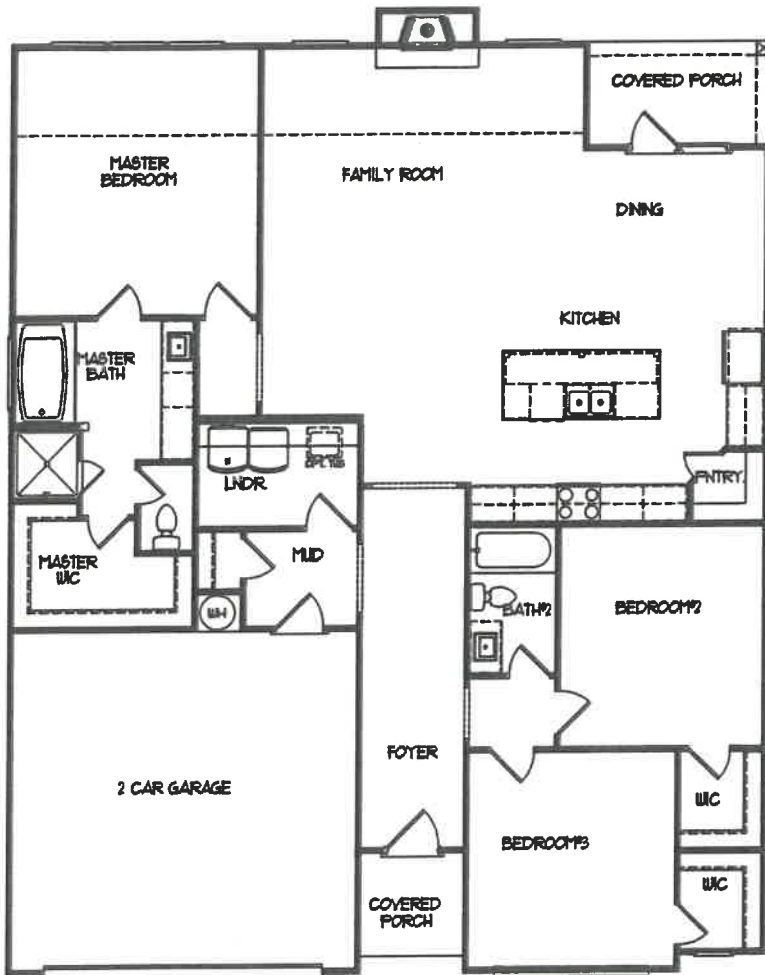 COVERED PORCH
MASTER
BEDROOM
FAMILY ROOM
DINING
KITCHEN
MASTER
BATH
LNDR.
PNTRY.
MASTER
WIC
MUD
WH
BATH#2
BEDROOM#2
FOYER
2 CAR GARAGE
WIC
BEDROOM#3
WIC
COVERED
PORCH